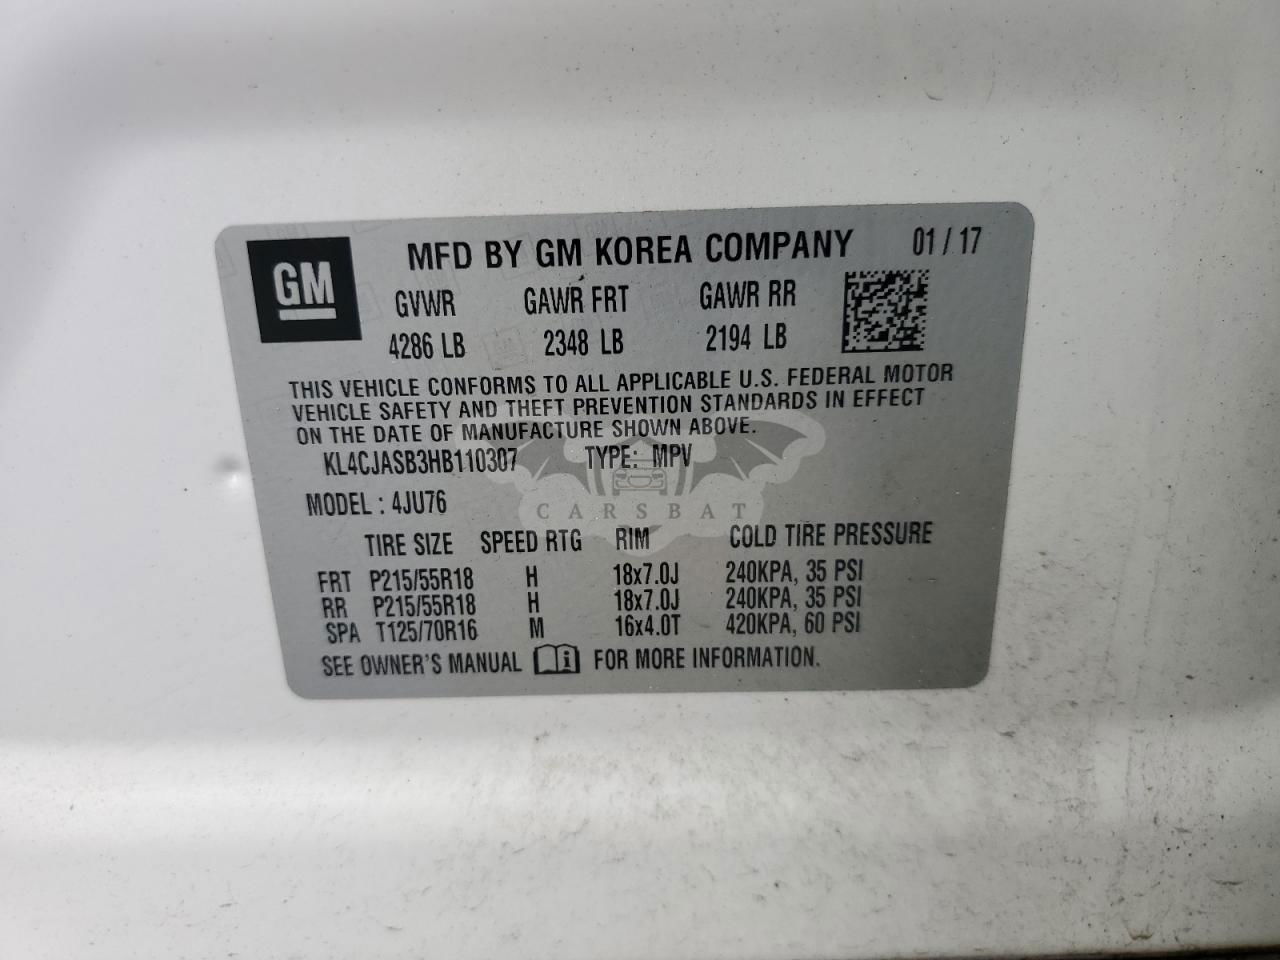 GM
MFD BY GM KOREA COMPANY 01 / 17
GVWR GAWR FRT GAWR RR
4286 LB 2348 LB 2194 LB
THIS VEHICLE CONFORMS TO ALL APPLICABLE U.S. FEDERAL MOTOR
VEHICLE SAFETY AND THEFT PREVENTION STANDARDS IN EFFECT
ON THE DATE OF MANUFACTURE SHOWN ABOVE.
KL4CJASB3HB110307 TYPE: MPV
MODEL : 4JU76
CARSBAT
TIRE SIZE SPEED RTG RIM COLD TIRE PRESSURE
FRT P215/55R18 H 18x7.0J 240KPA, 35 PSI
RR P215/55R18 H 18x7.0J 240KPA, 35 PSI
SPA T125/70R16 M 16x4.0T 420KPA, 60 PSI
SEE OWNER'S MANUAL i FOR MORE INFORMATION.